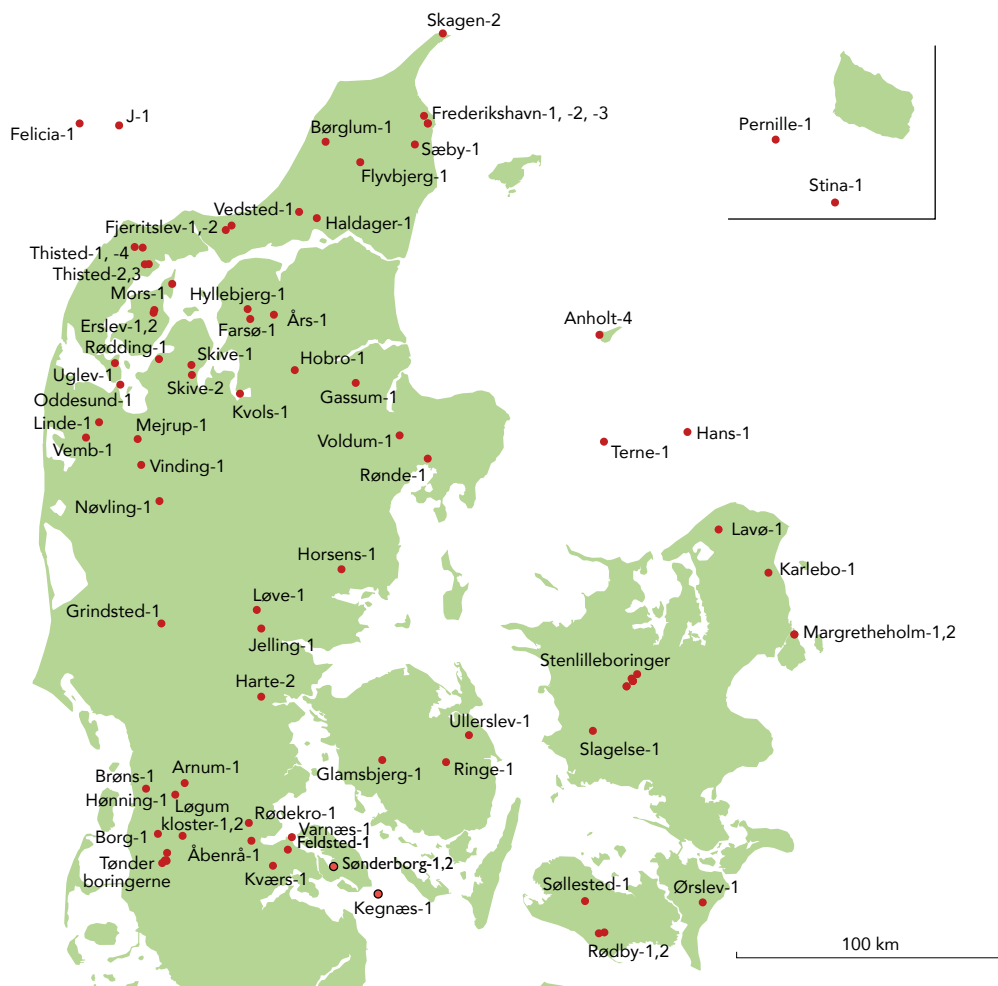 Skagen-2
Felicia-1
J-1
Frederikshavn-1, -2, -3
Børglum-1
Sæby-1
Flyvbjerg-1
Pernille-1
Stina-1
Vedsted-1
Fjerritslev-1,-2
Haldager-1
Thisted-1, -4
Thisted-2,3
Mors-1
Hyllebjerg-1
Erslev-1,2
Farsø-1
Års-1
Anholt-4
Rødding-1
Skive-1
Hobro-1
Uglev-1
Skive-2
Gassum-1
Oddesund-1
Kvols-1
Linde-1
Mejrup-1
Vemb-1
Voldum-1
Hans-1
Terne-1
Vinding-1
Rønde-1
Nøvling-1
Lavø-1
Horsens-1
Karlebo-1
Grindsted-1
Løve-1
Jelling-1
Margretheholm-1,2
Stenlilleboringer
Harte-2
Ullerslev-1
Slagelse-1
Glamsbjerg-1
Ringe-1
Brøns-1
Arnum-1
Hønning-1
Løgum
kloster-1,2
Rødekro-1
Varnæs-1
Borg-1
Feldsted-1
Åbenrå-1
Sønderborg-1,2
Tønder
boringerne
Kværs-1
Kegnæs-1
Søllested-1
Ørslev-1
Rødby-1,2
100 km